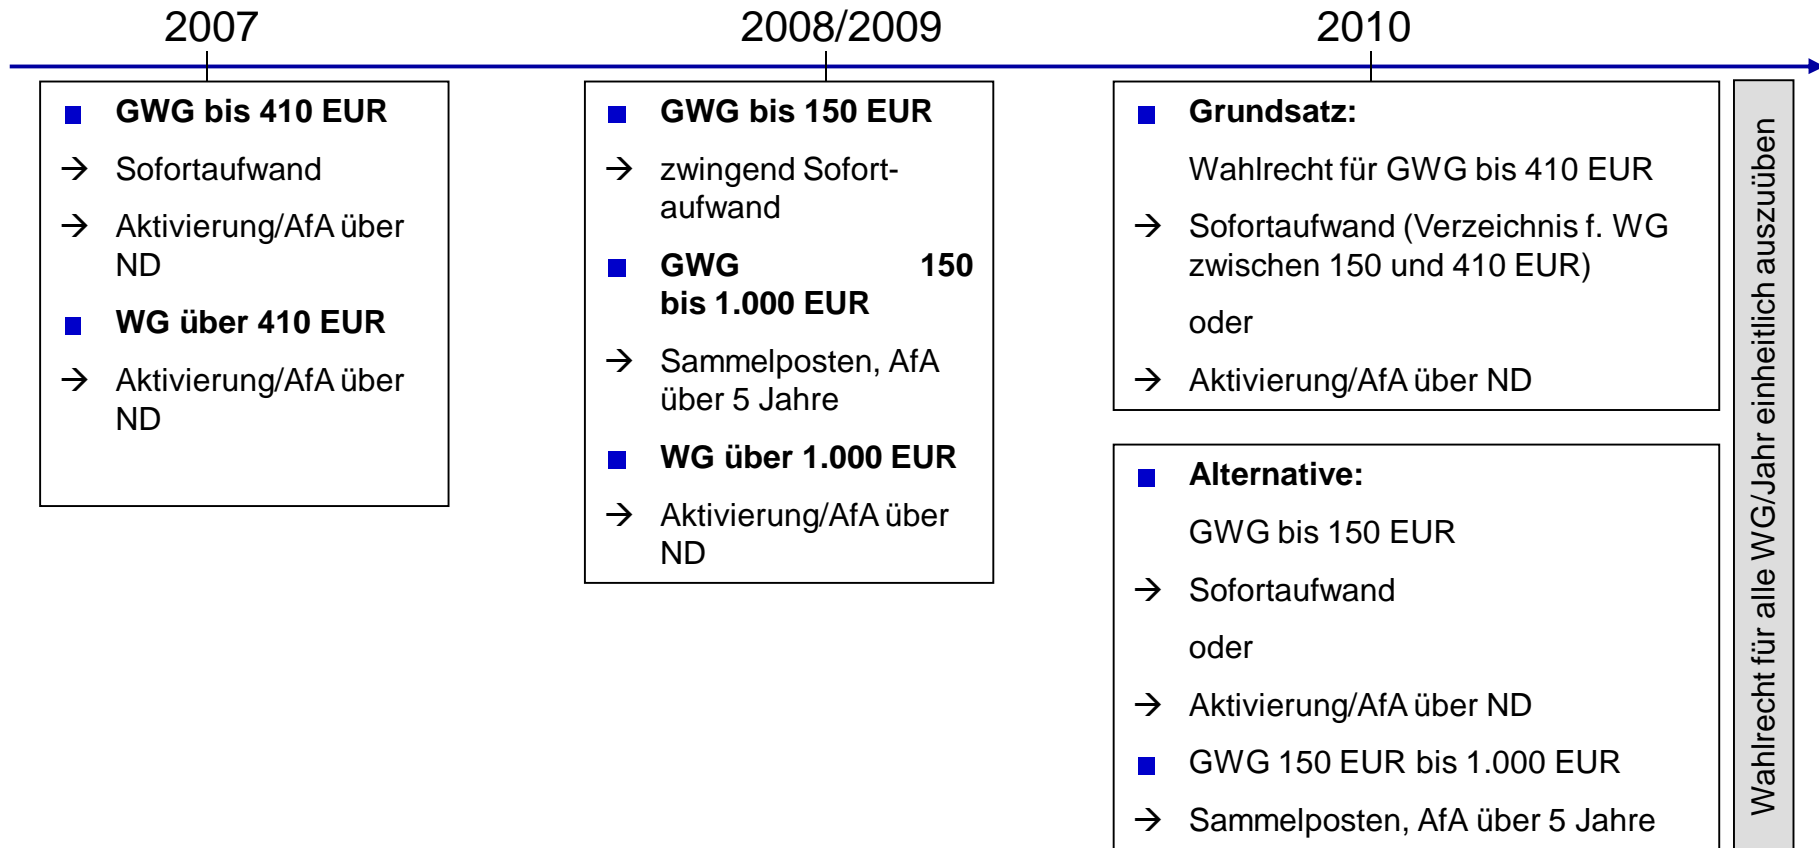 2007
2008/2009
2010
GWG bis 410 EUR
→ Sofortaufwand
→ Aktivierung/AfA über
ND
WG über 410 EUR
→ Aktivierung/AfA über
ND
GWG bis 150 EUR
→ zwingend Sofort-
aufwand
GWG 150
bis 1.000 EUR
→ Sammelposten, AfA
über 5 Jahre
WG über 1.000 EUR
→ Aktivierung/AfA über
ND
Grundsatz:
Wahlrecht für GWG bis 410 EUR
→ Sofortaufwand (Verzeichnis f. WG
zwischen 150 und 410 EUR)
oder
→ Aktivierung/AfA über ND
Alternative:
GWG bis 150 EUR
→ Sofortaufwand
oder
→ Aktivierung/AfA über ND
GWG 150 EUR bis 1.000 EUR
→ Sammelposten, AfA über 5 Jahre
Wahlrecht für alle WG/Jahr einheitlich auszuüben